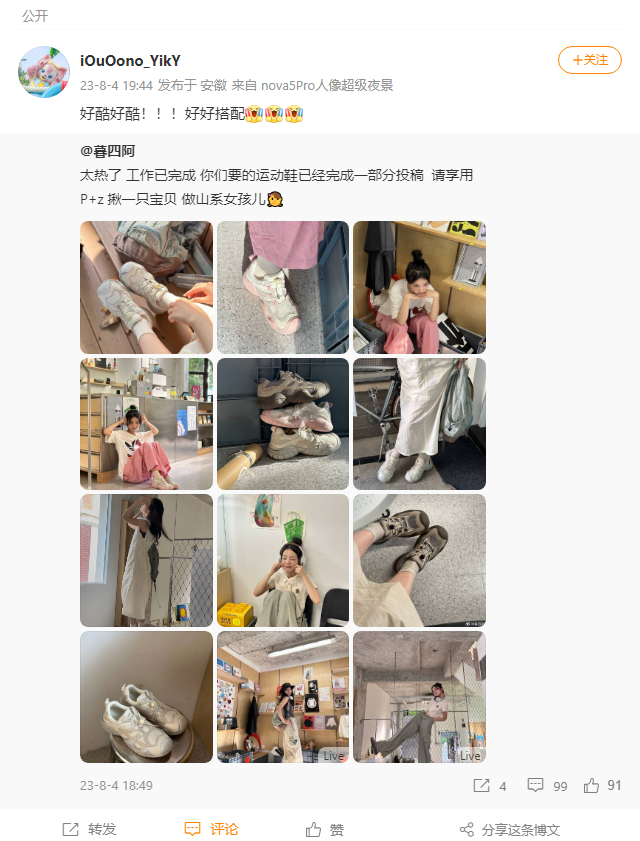 公开
iOuOono_YikY
+关注
23-8-4 19:44 发布于 安徽 来自 nova5Pro人像超级夜景
好酷好酷！！！好好搭配
@暮四阿
太热了 工作已完成 你们要的运动鞋已经完成一部分投稿 请享用
P+z 揪一只宝贝 做山系女孩儿
Live
Live
23-8-4 18:49
4
99
91
转发
评论
赞
分享这条博文